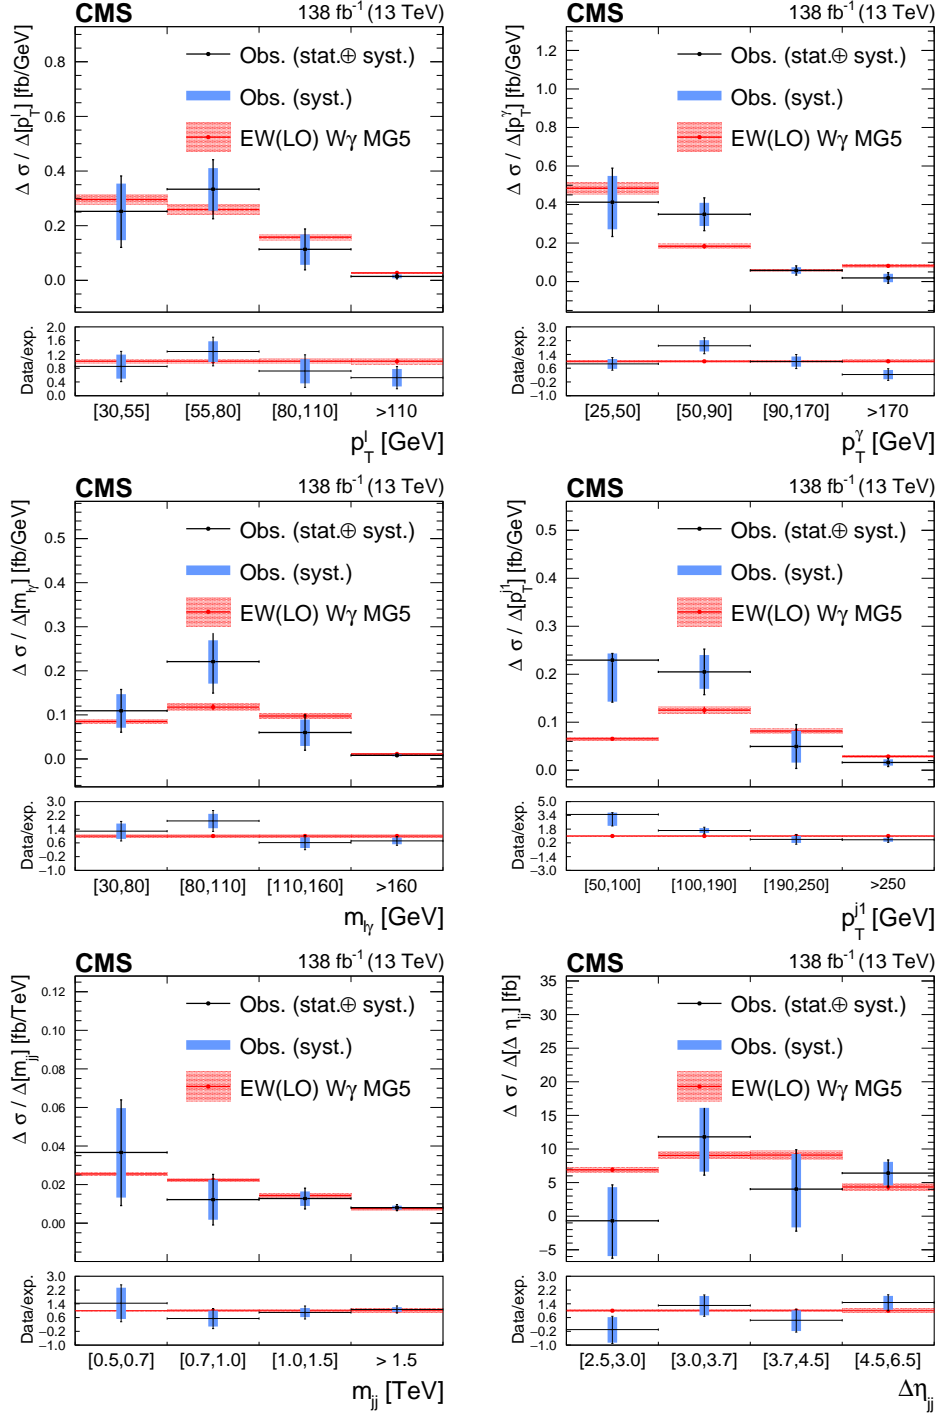 CMS 138 fb⁻¹ (13 TeV)
Δ σ / Δ[p_T^l] [fb/GeV]
0.8
0.6
0.4
0.2
0.0
Obs. (stat.⊕ syst.)
Obs. (syst.)
EW(LO) Wγ MG5
Data/exp.
2.0
1.6
1.2
0.8
0.4
0.0
[30,55] [55,80] [80,110] >110
p_T^l [GeV]
CMS 138 fb⁻¹ (13 TeV)
Δ σ / Δ[p_T^γ] [fb/GeV]
1.2
1.0
0.8
0.6
0.4
0.2
0.0
Obs. (stat.⊕ syst.)
Obs. (syst.)
EW(LO) Wγ MG5
Data/exp.
3.0
2.2
1.4
0.6
−0.2
−1.0
[25,50] [50,90] [90,170] >170
p_T^γ [GeV]
CMS 138 fb⁻¹ (13 TeV)
Δ σ / Δ[m_lγ] [fb/GeV]
0.5
0.4
0.3
0.2
0.1
0.0
Obs. (stat.⊕ syst.)
Obs. (syst.)
EW(LO) Wγ MG5
Data/exp.
3.0
2.2
1.4
0.6
−0.2
−1.0
[30,80] [80,110] [110,160] >160
m_lγ [GeV]
CMS 138 fb⁻¹ (13 TeV)
Δ σ / Δ[p_T^j1] [fb/GeV]
0.5
0.4
0.3
0.2
0.1
0.0
Obs. (stat.⊕ syst.)
Obs. (syst.)
EW(LO) Wγ MG5
Data/exp.
5.0
3.4
1.8
0.2
−1.4
−3.0
[50,100] [100,190] [190,250] >250
p_T^j1 [GeV]
CMS 138 fb⁻¹ (13 TeV)
Δ σ / Δ[m_jj] [fb/TeV]
0.12
0.10
0.08
0.06
0.04
0.02
0.00
Obs. (stat.⊕ syst.)
Obs. (syst.)
EW(LO) Wγ MG5
Data/exp.
3.0
2.2
1.4
0.6
−0.2
−1.0
[0.5,0.7] [0.7,1.0] [1.0,1.5] > 1.5
m_jj [TeV]
CMS 138 fb⁻¹ (13 TeV)
Δ σ / Δ[Δ η_jj] [fb]
35
30
25
20
15
10
5
0
−5
Obs. (stat.⊕ syst.)
Obs. (syst.)
EW(LO) Wγ MG5
Data/exp.
3.0
2.2
1.4
0.6
−0.2
−1.0
[2.5,3.0] [3.0,3.7] [3.7,4.5] [4.5,6.5]
Δη_jj